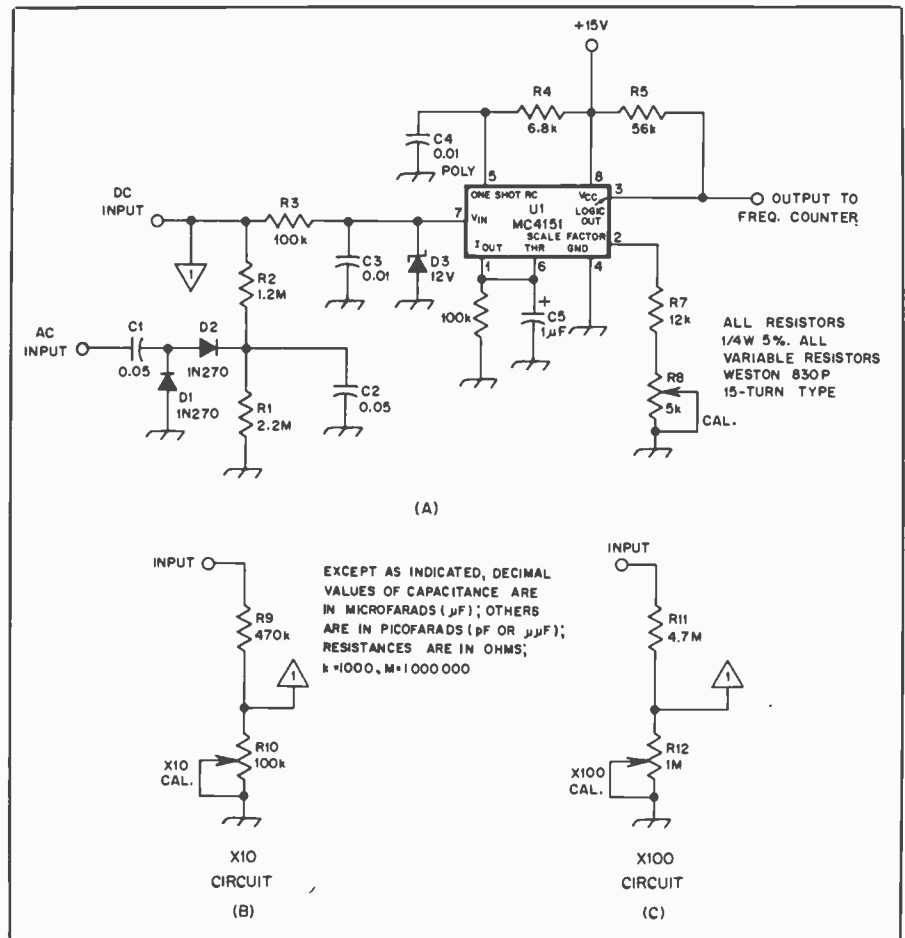 +15V
R4
6.8k
R5
56k
C4
0.01
POLY
5
8
3
ONE SHOT RC
VCC
LOGIC
OUT
U1
MC4151
OUTPUT TO
FREQ. COUNTER
DC
INPUT
R3
100k
7
VIN
SCALE FACTOR
2
I OUT
THR
GND
1
6
4
1
C3
0.01
D3
12V
R2
1.2M
100k
+
C5
1µF
R7
12k
AC
INPUT
C1
0.05
D2
1N270
D1
1N270
R1
2.2M
C2
0.05
R8
5k
CAL.
ALL RESISTORS
1/4W 5%. ALL
VARIABLE RESISTORS
WESTON 830P
15-TURN TYPE
(A)
INPUT
R9
470k
1
R10
100k
X10
CAL.
X10
CIRCUIT
(B)
EXCEPT AS INDICATED, DECIMAL
VALUES OF CAPACITANCE ARE
IN MICROFARADS (µF); OTHERS
ARE IN PICOFARADS (pF OR µµF);
RESISTANCES ARE IN OHMS;
k=1000, M=1000000
INPUT
R11
4.7M
1
R12
1M
X100
CAL.
X100
CIRCUIT
(C)